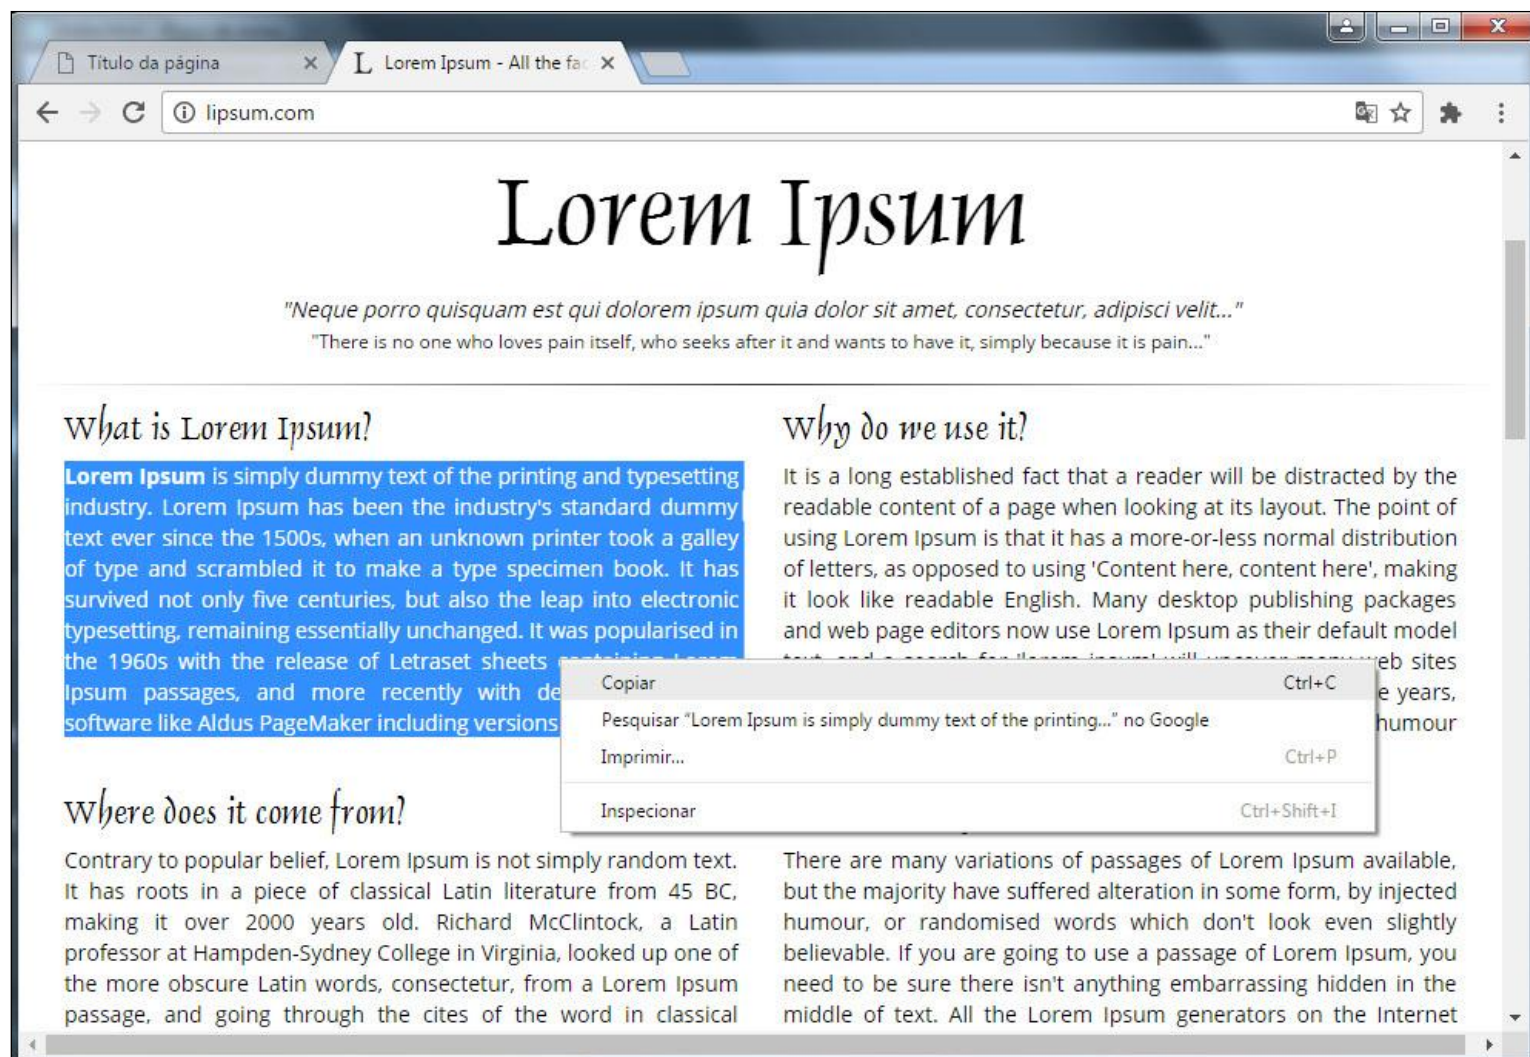 Título da página
Lorem Ipsum - All the fac
lipsum.com
Lorem Ipsum
"Neque porro quisquam est qui dolorem ipsum quia dolor sit amet, consectetur, adipisci velit..."
"There is no one who loves pain itself, who seeks after it and wants to have it, simply because it is pain..."
What is Lorem Ipsum?
Lorem Ipsum is simply dummy text of the printing and typesetting
industry. Lorem Ipsum has been the industry's standard dummy
text ever since the 1500s, when an unknown printer took a galley
of type and scrambled it to make a type specimen book. It has
survived not only five centuries, but also the leap into electronic
typesetting, remaining essentially unchanged. It was popularised in
the 1960s with the release of Letraset sheets containing Lorem
Ipsum passages, and more recently with de
software like Aldus PageMaker including versions
Why do we use it?
It is a long established fact that a reader will be distracted by the
readable content of a page when looking at its layout. The point of
using Lorem Ipsum is that it has a more-or-less normal distribution
of letters, as opposed to using 'Content here, content here', making
it look like readable English. Many desktop publishing packages
and web page editors now use Lorem Ipsum as their default model
text, and a search for 'lorem ipsum' will uncover many web sites
e years,
humour
Copiar Ctrl+C
Pesquisar “Lorem Ipsum is simply dummy text of the printing...” no Google
Imprimir... Ctrl+P
Inspecionar Ctrl+Shift+I
Where does it come from?
Contrary to popular belief, Lorem Ipsum is not simply random text.
It has roots in a piece of classical Latin literature from 45 BC,
making it over 2000 years old. Richard McClintock, a Latin
professor at Hampden-Sydney College in Virginia, looked up one of
the more obscure Latin words, consectetur, from a Lorem Ipsum
passage, and going through the cites of the word in classical
There are many variations of passages of Lorem Ipsum available,
but the majority have suffered alteration in some form, by injected
humour, or randomised words which don't look even slightly
believable. If you are going to use a passage of Lorem Ipsum, you
need to be sure there isn't anything embarrassing hidden in the
middle of text. All the Lorem Ipsum generators on the Internet